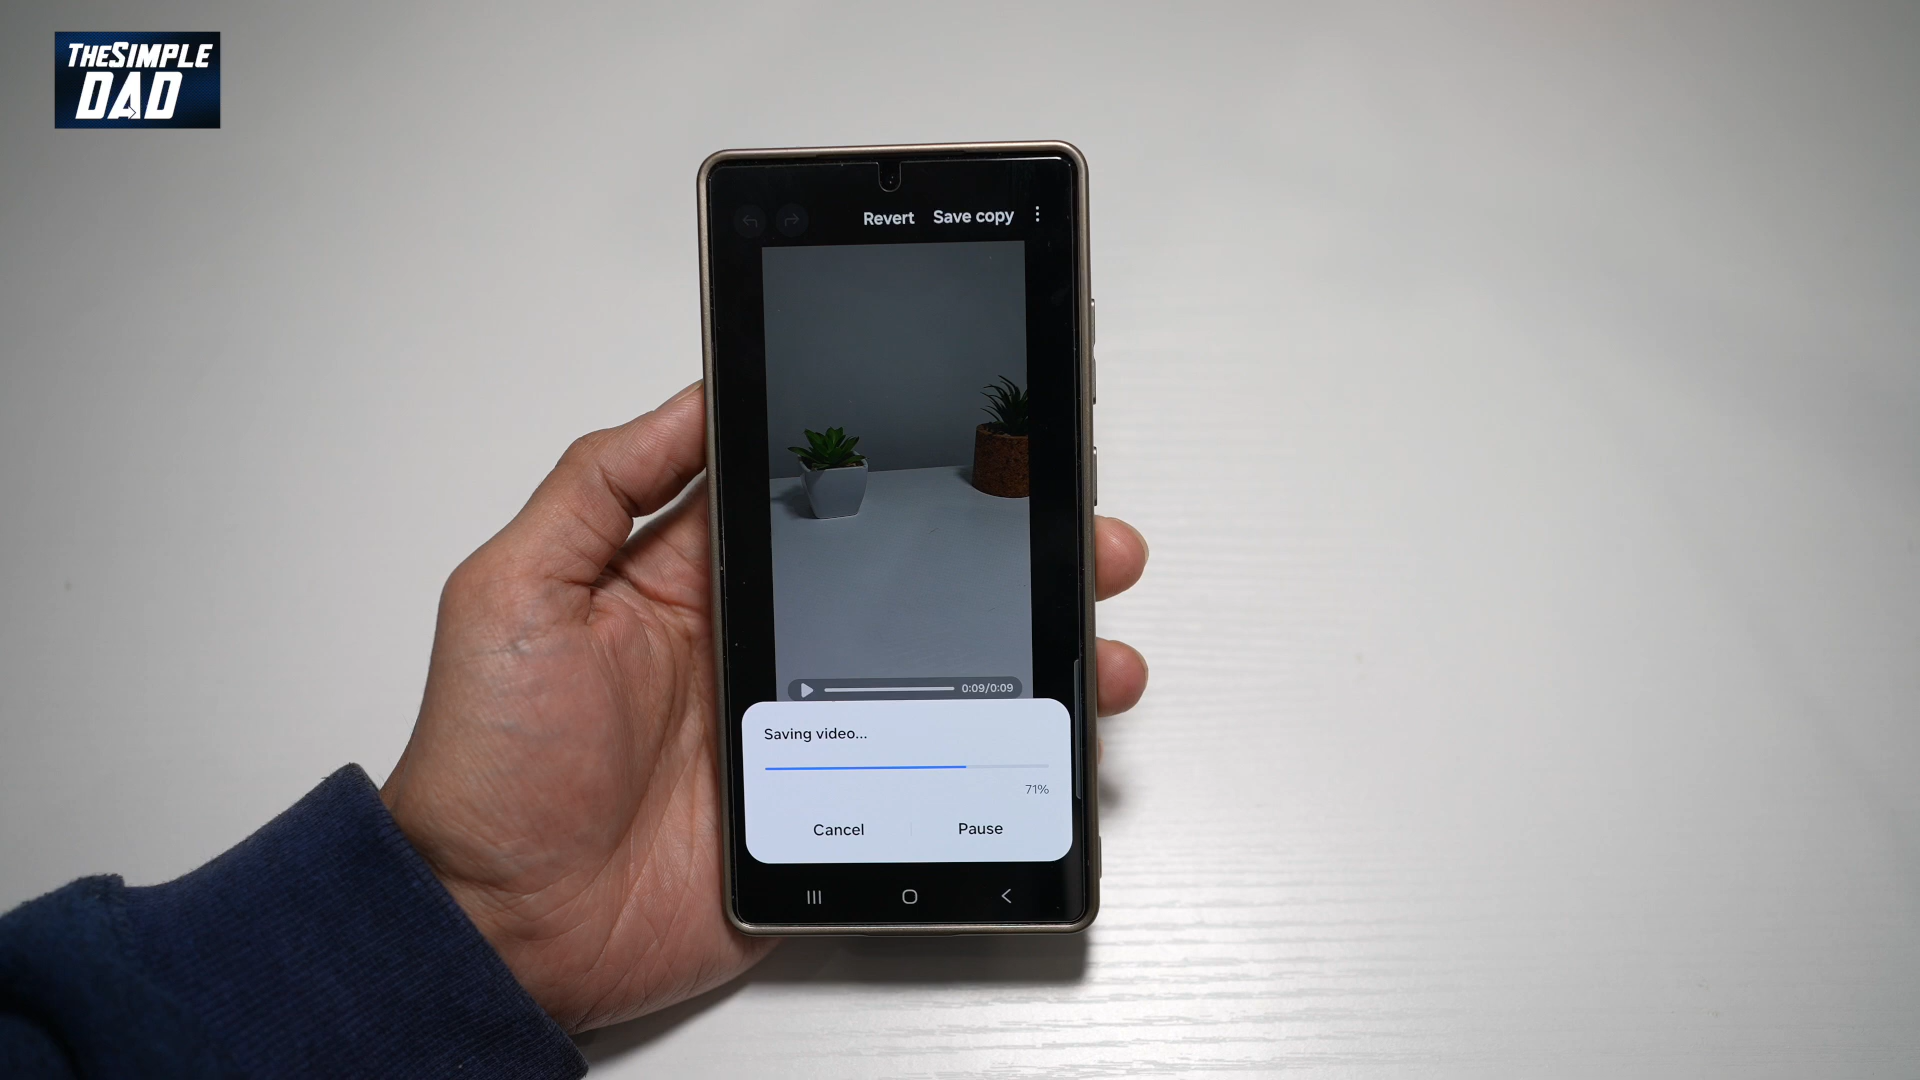 THESIMPLE
DAD
Revert Save copy
0:09/0:09
Saving video...
71%
Cancel Pause